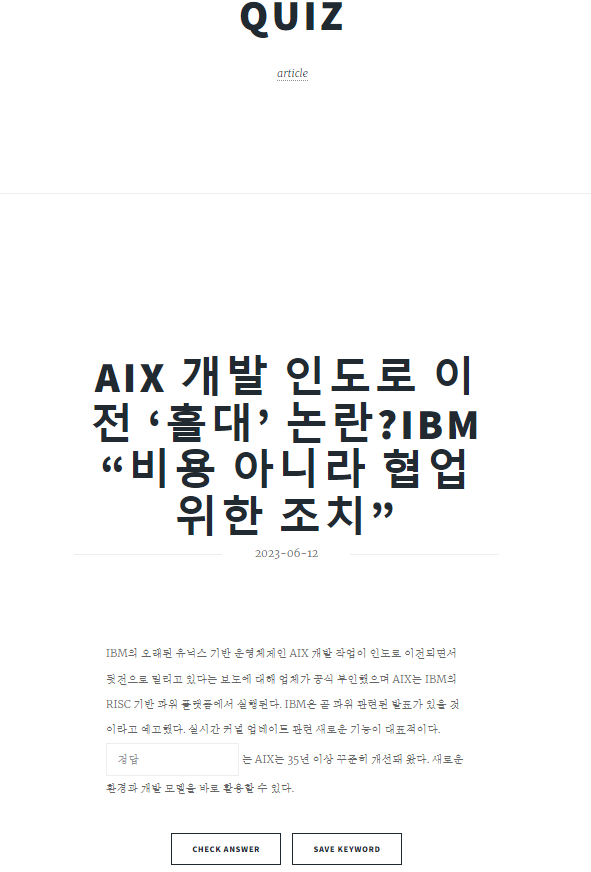 QUIZ
article
AIX 개발 인도로 이
전 ‘홀대’ 논란?IBM
“비용 아니라 협업
위한 조치”
2023-06-12
IBM의 오래된 유닉스 기반 운영체제인 AIX 개발 작업이 인도로 이전되면서
뒷전으로 밀리고 있다는 보도에 대해 업체가 공식 부인했으며 AIX는 IBM의
RISC 기반 파워 플랫폼에서 실행된다. IBM은 곧 파워 관련된 발표가 있을 것
이라고 예고했다. 실시간 커널 업데이트 관련 새로운 기능이 대표적이다.
정답 는 AIX는 35년 이상 꾸준히 개선돼 왔다. 새로운
환경과 개발 모델을 바로 활용할 수 있다.
CHECK ANSWER SAVE KEYWORD